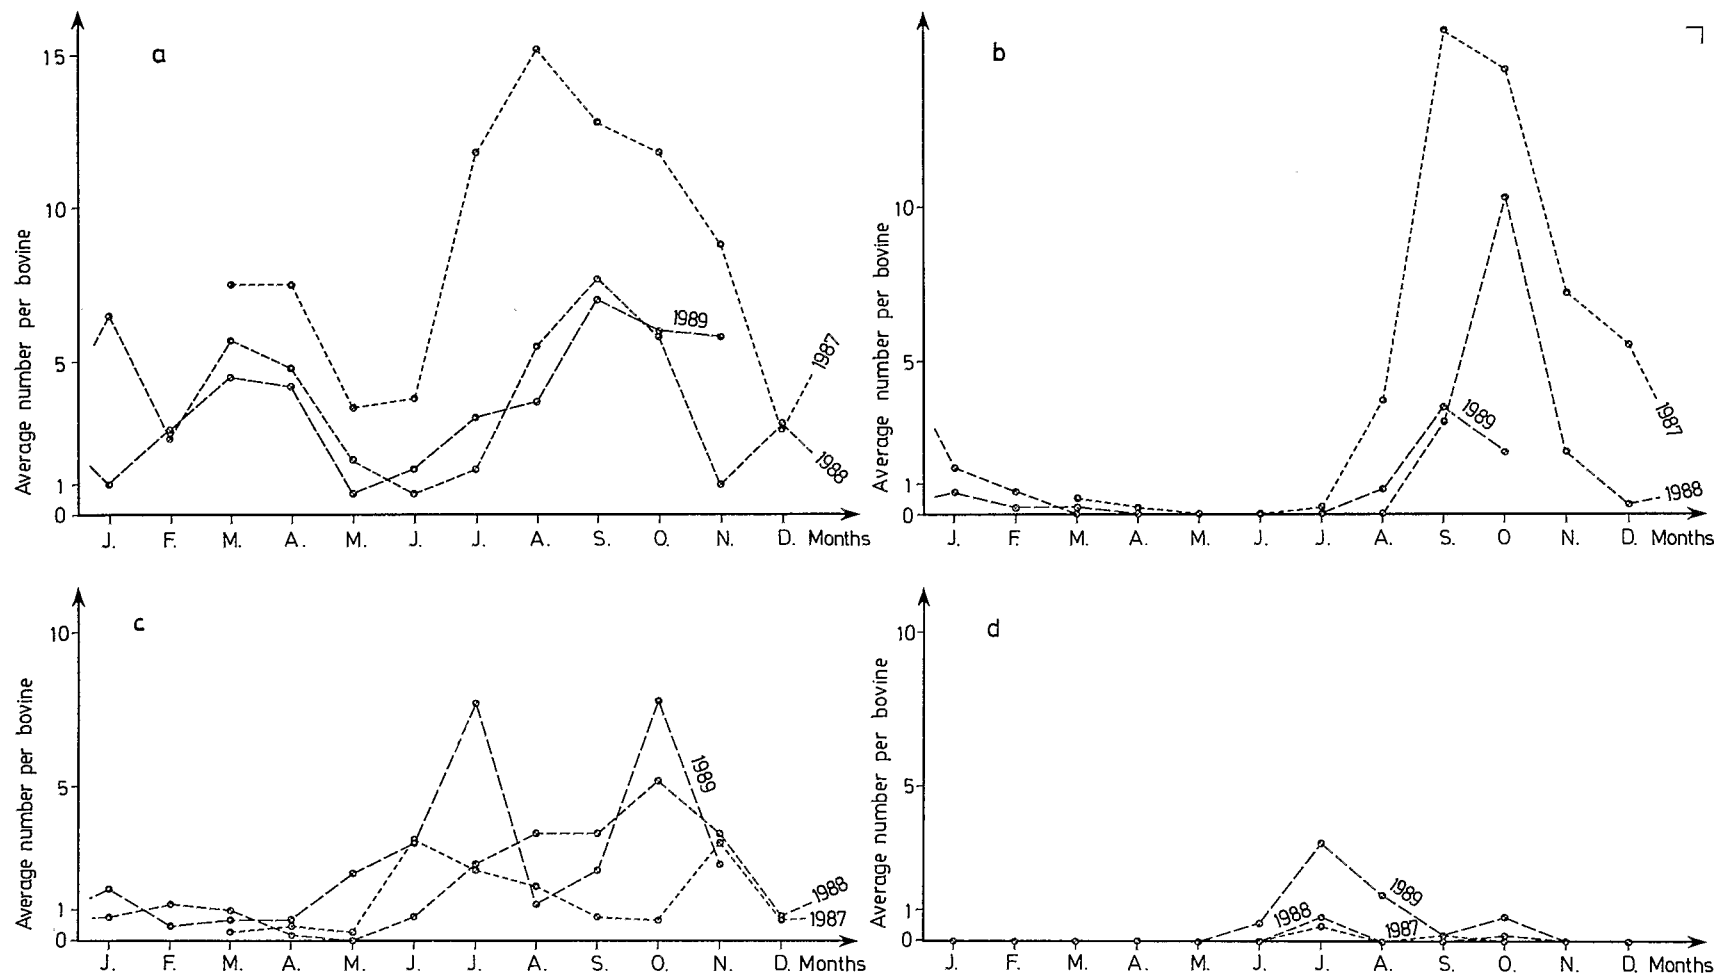 a
15
10
5
1
0
Average number per bovine
1989
1987
1988
J. F. M. A. M. J. J. A. S. O. N. D. Months
b
10
5
1
0
Average number per bovine
1989
1987
1988
J. F. M. A. M. J. J. A. S. O N. D. Months
c
10
5
1
0
Average number per bovine
1989
1988
1987
J. F. M. A. M. J. J. A. S. O. N. D. Months
d
10
5
1
0
Average number per bovine
1989
1988
1987
J. F. M. A. M. J. J. A. S. O. N. D. Months